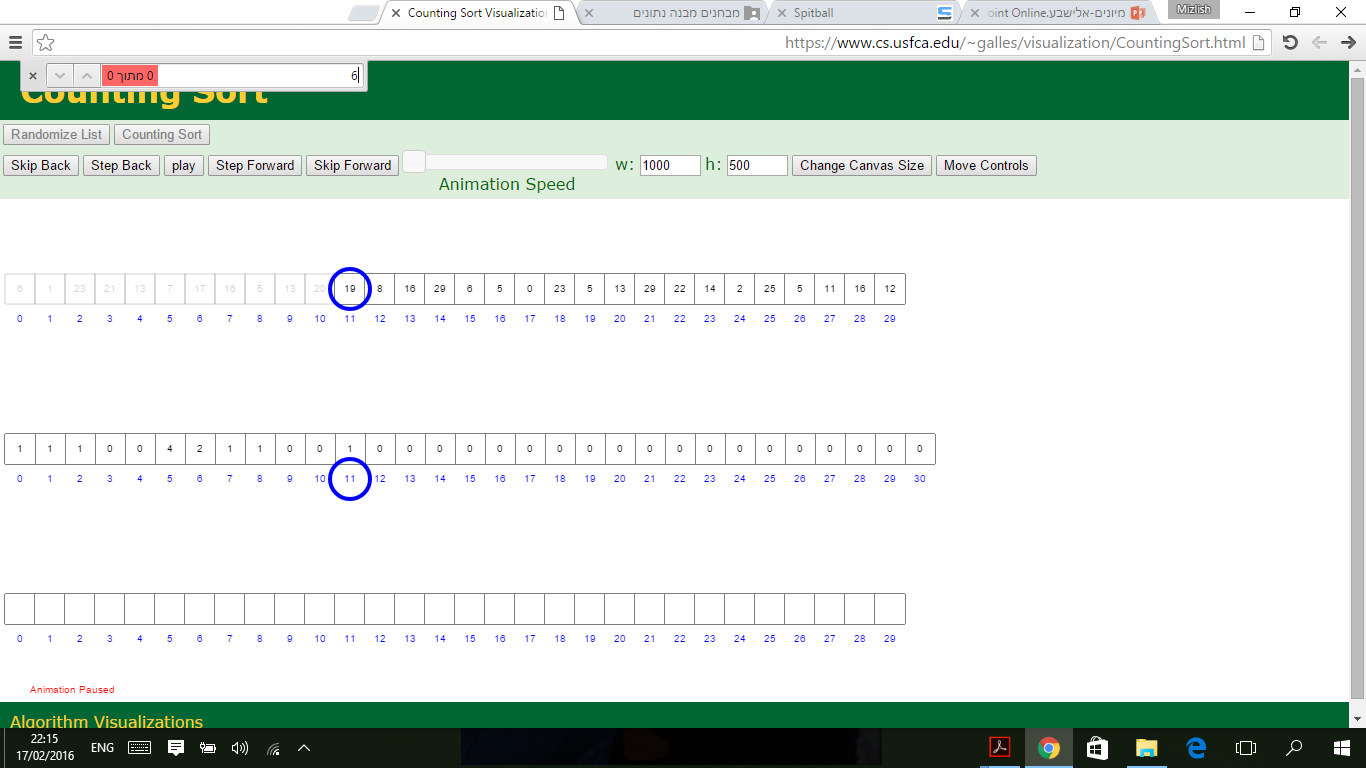 Counting Sort Visualizatio
מבחנים מבנה נתונים
Spitball
מיונים-אלישבע.oint Online
Mizlish
https://www.cs.usfca.edu/~galles/visualization/CountingSort.html
0 מתוך 0
6
Counting Sort
Randomize List Counting Sort
Skip Back Step Back play Step Forward Skip Forward w: 1000 h: 500 Change Canvas Size Move Controls
Animation Speed
6 1 23 21 13 7 17 16 5 13 20 19 8 16 29 6 5 0 23 5 13 29 22 14 2 25 5 11 16 12
0 1 2 3 4 5 6 7 8 9 10 11 12 13 14 15 16 17 18 19 20 21 22 23 24 25 26 27 28 29
1 1 1 0 0 4 2 1 1 0 0 1 0 0 0 0 0 0 0 0 0 0 0 0 0 0 0 0 0 0 0
0 1 2 3 4 5 6 7 8 9 10 11 12 13 14 15 16 17 18 19 20 21 22 23 24 25 26 27 28 29 30
0 1 2 3 4 5 6 7 8 9 10 11 12 13 14 15 16 17 18 19 20 21 22 23 24 25 26 27 28 29
Animation Paused
Algorithm Visualizations
22:15
17/02/2016
ENG